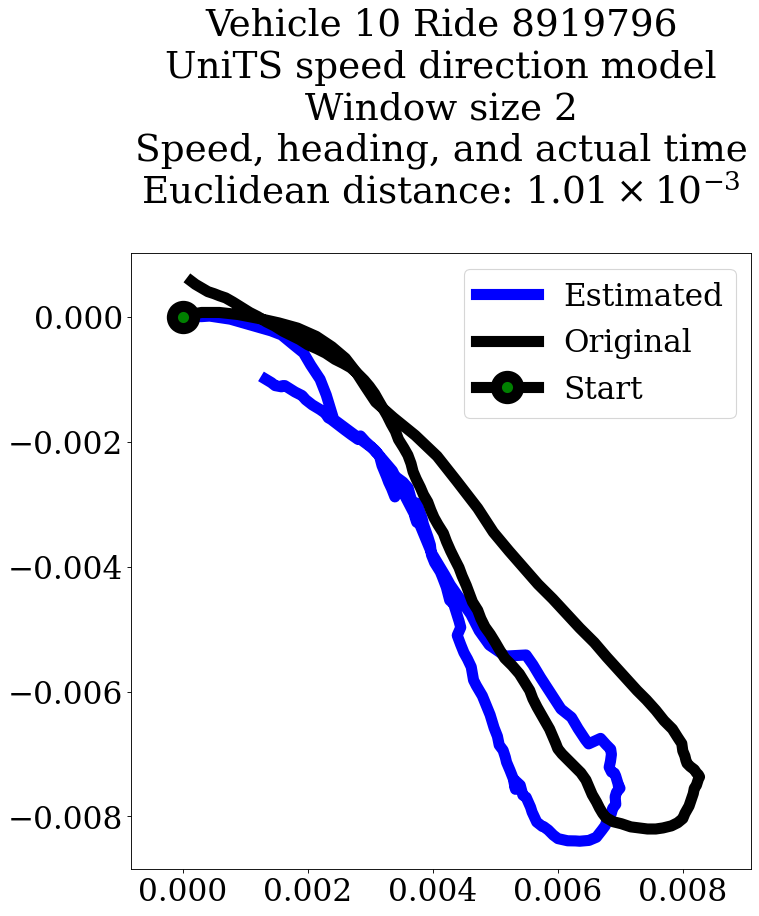 Vehicle 10 Ride 8919796
UniTS speed direction model
Window size 2
Speed, heading, and actual time
Euclidean distance: 1.01 × 10⁻³
Estimated
Original
Start
0.000
−0.002
−0.004
−0.006
−0.008
0.000 0.002 0.004 0.006 0.008